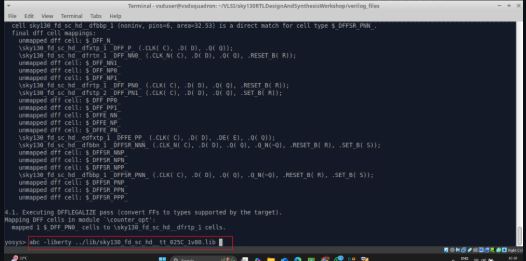 Terminal - vsduser@vsdsquadron: ~/VLSI/sky130RTLDesignAndSynthesisWorkshop/verilog_files
File Edit View Terminal Tabs Help
cell sky130_fd_sc_hd__dfbbp_1 (noninv, pins=6, area=32.53) is a direct match for cell type $_DFFSR_PNN_.
final dff cell mappings:
unmapped dff cell: $_DFF_N_
\sky130_fd_sc_hd__dfxtp_1 _DFF_P_ (.CLK( C), .D( D), .Q( Q));
\sky130_fd_sc_hd__dfrtn_1 _DFF_NN0_ (.CLK_N( C), .D( D), .Q( Q), .RESET_B( R));
unmapped dff cell: $_DFF_NN1_
unmapped dff cell: $_DFF_NP0_
unmapped dff cell: $_DFF_NP1_
\sky130_fd_sc_hd__dfrtp_1 _DFF_PN0_ (.CLK( C), .D( D), .Q( Q), .RESET_B( R));
\sky130_fd_sc_hd__dfstp_2 _DFF_PN1_ (.CLK( C), .D( D), .Q( Q), .SET_B( R));
unmapped dff cell: $_DFF_PP0_
unmapped dff cell: $_DFF_PP1_
unmapped dff cell: $_DFFE_NN_
unmapped dff cell: $_DFFE_NP_
unmapped dff cell: $_DFFE_PN_
\sky130_fd_sc_hd__edfxtp_1 _DFFE_PP_ (.CLK( C), .D( D), .DE( E), .Q( Q));
\sky130_fd_sc_hd__dfbbn_1 _DFFSR_NNN_ (.CLK_N( C), .D( D), .Q( Q), .Q_N(~Q), .RESET_B( R), .SET_B( S));
unmapped dff cell: $_DFFSR_NNP_
unmapped dff cell: $_DFFSR_NPN_
unmapped dff cell: $_DFFSR_NPP_
\sky130_fd_sc_hd__dfbbp_1 _DFFSR_PNN_ (.CLK( C), .D( D), .Q( Q), .Q_N(~Q), .RESET_B( R), .SET_B( S));
unmapped dff cell: $_DFFSR_PNP_
unmapped dff cell: $_DFFSR_PPN_
unmapped dff cell: $_DFFSR_PPP_
4.1. Executing DFFLEGALIZE pass (convert FFs to types supported by the target).
Mapping DFF cells in module `\counter_opt':
mapped 1 $_DFF_PN0_ cells to \sky130_fd_sc_hd__dfrtp_1 cells.
yosys> abc -liberty ../lib/sky130_fd_sc_hd__tt_025C_1v80.lib
Search